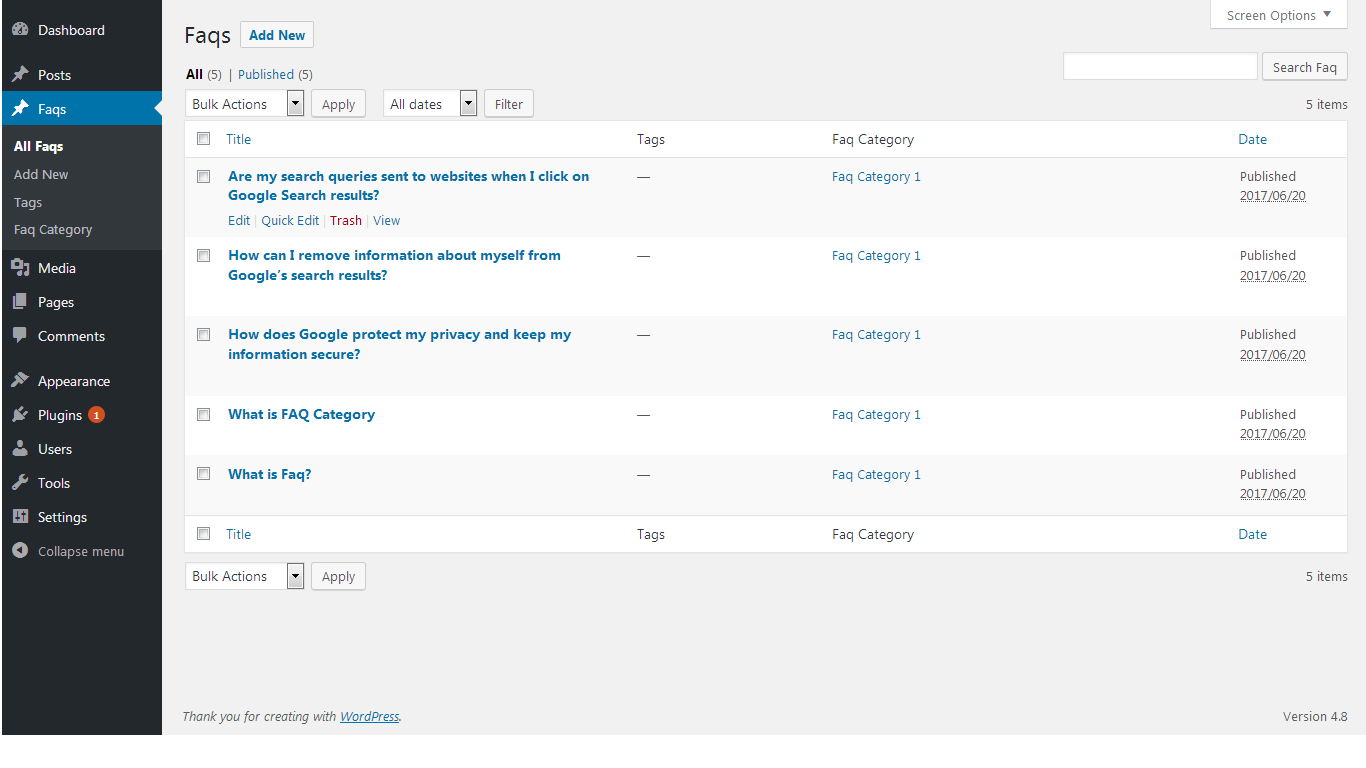 Dashboard
Posts
Faqs
All Faqs
Add New
Tags
Faq Category
Media
Pages
Comments
Appearance
Plugins 1
Users
Tools
Settings
Collapse menu
Screen Options
Faqs Add New
All (5) | Published (5)
Search Faq
Bulk Actions Apply All dates Filter 5 items
Title Tags Faq Category Date
Are my search queries sent to websites when I click on — Faq Category 1 Published
Google Search results? 2017/06/20
Edit | Quick Edit | Trash | View
How can I remove information about myself from — Faq Category 1 Published
Google’s search results? 2017/06/20
How does Google protect my privacy and keep my — Faq Category 1 Published
information secure? 2017/06/20
What is FAQ Category — Faq Category 1 Published
2017/06/20
What is Faq? — Faq Category 1 Published
2017/06/20
Title Tags Faq Category Date
Bulk Actions Apply 5 items
Thank you for creating with WordPress. Version 4.8